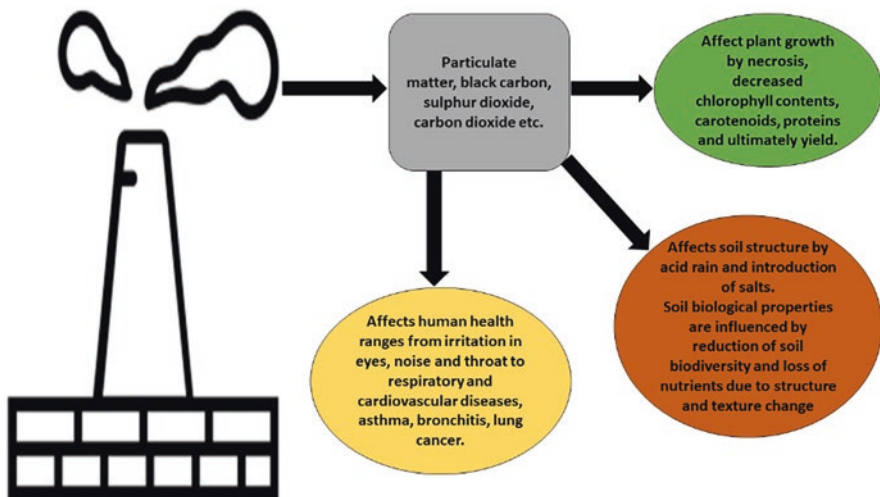 Particulate
matter, black carbon,
sulphur dioxide,
carbon dioxide etc.
Affect plant growth
by necrosis,
decreased
chlorophyll contents,
carotenoids, proteins
and ultimately yield.
Affects soil structure by
acid rain and introduction
of salts.
Soil biological properties
are influenced by
reduction of soil
biodiversity and loss of
nutrients due to structure
and texture change
Affects human health
ranges from irritation in
eyes, noise and throat to
respiratory and
cardiovascular diseases,
asthma, bronchitis, lung
cancer.